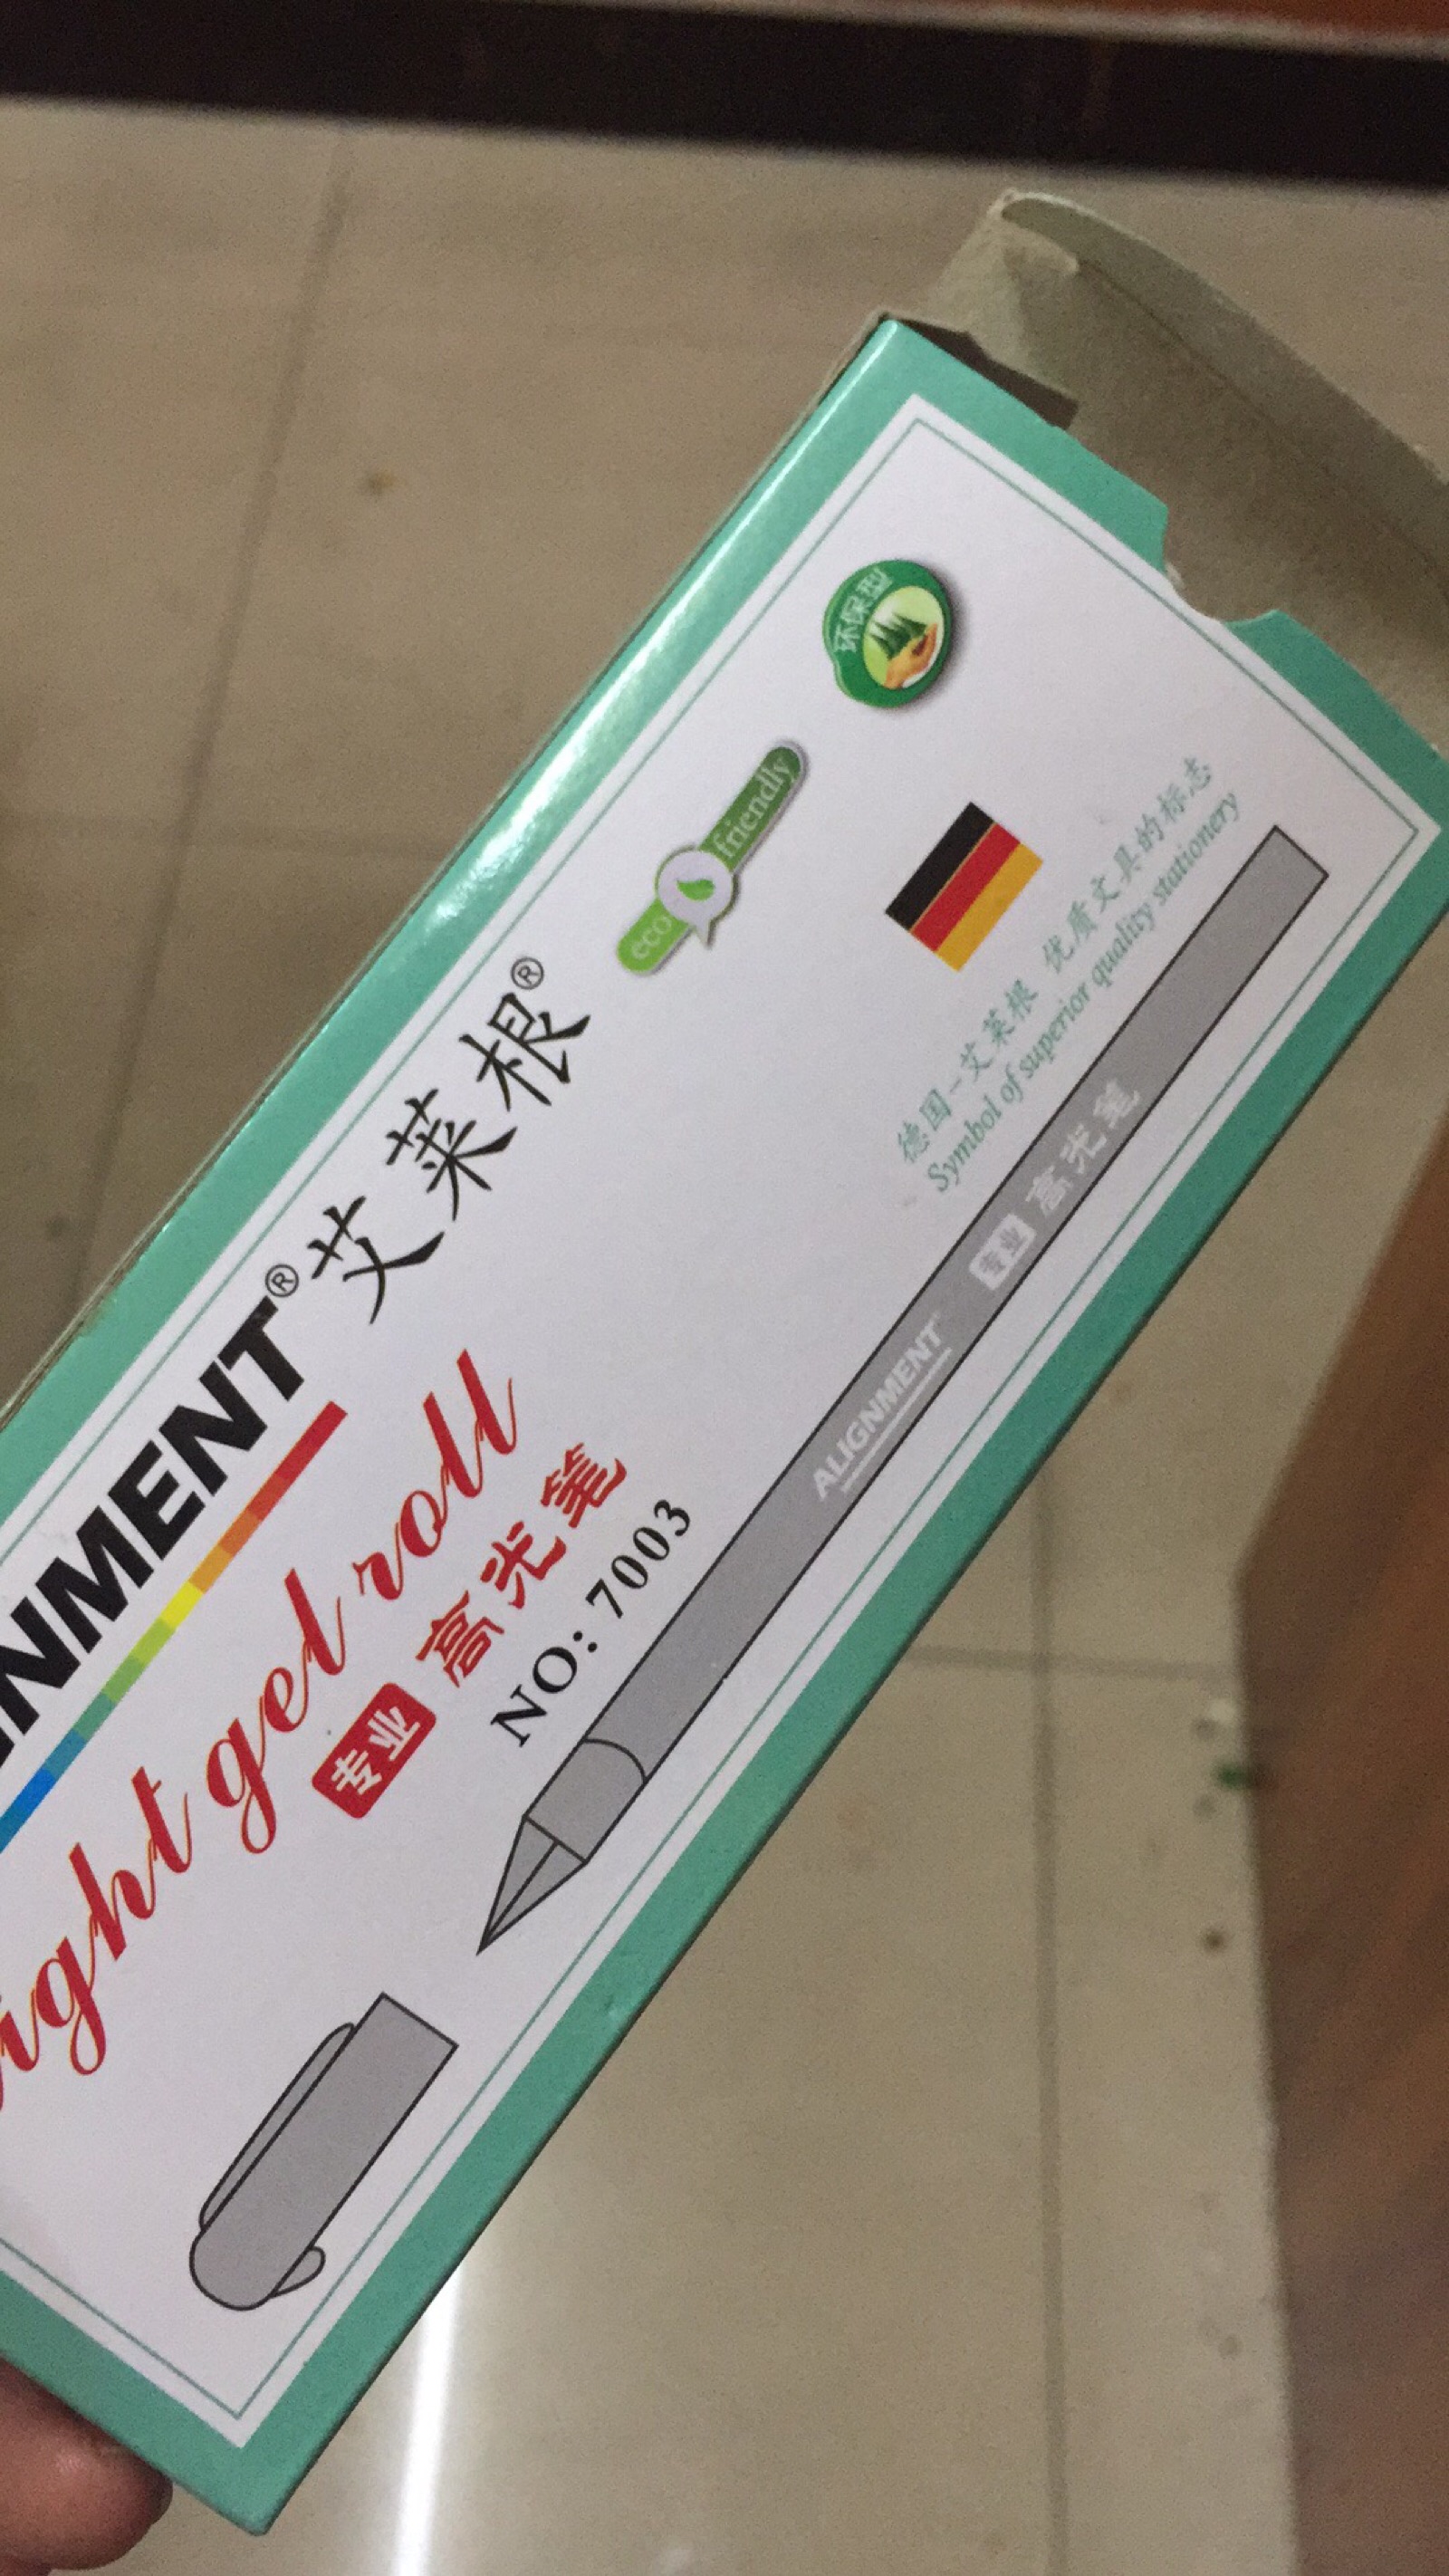 NMENT® 艾莱根®
eco friendly
环保型
ight gel roll
专业 高光笔
NO: 7003
德国-艾莱根 优质文具的标志
Symbol of superior quality stationery
ALIGNMENT 专业 高光笔